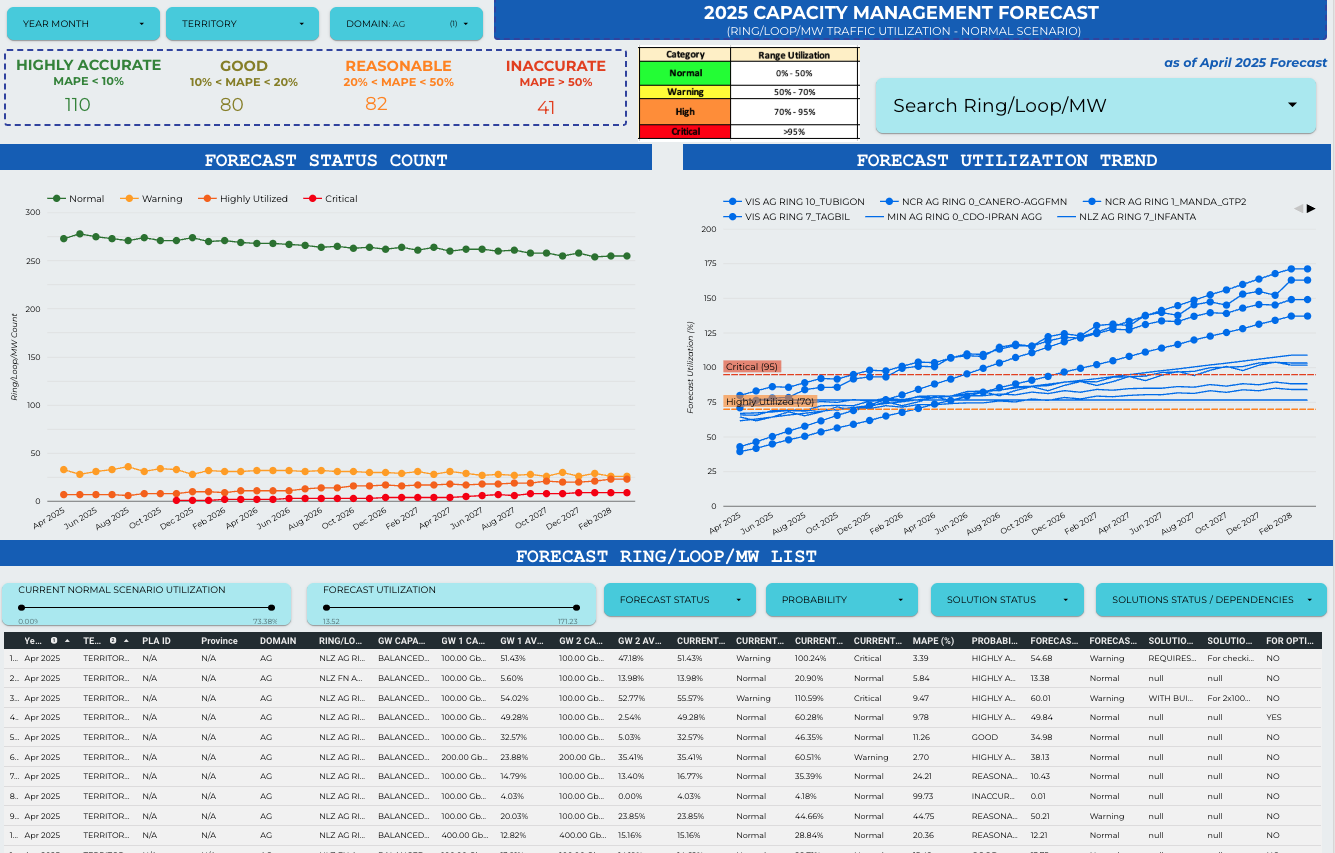 YEAR MONTH
TERRITORY
DOMAIN: AG (1)
2025 CAPACITY MANAGEMENT FORECAST
(RING/LOOP/MW TRAFFIC UTILIZATION - NORMAL SCENARIO)
HIGHLY ACCURATE GOOD REASONABLE INACCURATE
MAPE < 10% 10% < MAPE < 20% 20% < MAPE < 50% MAPE > 50%
110 80 82 41
Category Range Utilization
Normal 0% - 50%
Warning 50% - 70%
High 70% - 95%
Critical >95%
as of April 2025 Forecast
Search Ring/Loop/MW
FORECAST STATUS COUNT
Normal Warning Highly Utilized Critical
300
250
200
150
100
50
0
Ring/Loop/MW Count
Apr 2025 Jun 2025 Aug 2025 Oct 2025 Dec 2025 Feb 2026 Apr 2026 Jun 2026 Aug 2026 Oct 2026 Dec 2026 Feb 2027 Apr 2027 Jun 2027 Aug 2027 Oct 2027 Dec 2027 Feb 2028
FORECAST UTILIZATION TREND
VIS AG RING 10_TUBIGON NCR AG RING 0_CANERO-AGGFMN NCR AG RING 1_MANDA_GTP2
VIS AG RING 7_TAGBIL MIN AG RING 0_CDO-IPRAN AGG NLZ AG RING 7_INFANTA
200
175
150
125
100
75
50
25
0
Forecast Utilization (%)
Critical (95)
Highly Utilized (70)
Apr 2025 Jun 2025 Aug 2025 Oct 2025 Dec 2025 Feb 2026 Apr 2026 Jun 2026 Aug 2026 Oct 2026 Dec 2026 Feb 2027 Apr 2027 Jun 2027 Aug 2027 Oct 2027 Dec 2027 Feb 2028
FORECAST RING/LOOP/MW LIST
CURRENT NORMAL SCENARIO UTILIZATION
0.00% 73.38%
FORECAST UTILIZATION
13.52 171.23
FORECAST STATUS
PROBABILITY
SOLUTION STATUS
SOLUTIONS STATUS / DEPENDENCIES
Ye... 1 TE... 2 PLA ID Province DOMAIN RING/LO... GW CAPA... GW 1 CA... GW 1 AV... GW 2 CA... GW 2 AV... CURRENT... CURRENT... CURRENT... CURRENT... MAPE (%) PROBABI... FORECAS... FORECAS... SOLUTIO... SOLUTIO... FOR OPTI...
1... Apr 2025 TERRITOR... N/A N/A AG NLZ AG RI... BALANCED... 100.00 Gb... 51.43% 100.00 Gb... 47.18% 51.43% Warning 100.24% Critical 3.39 HIGHLY A... 54.68 Warning REQUIRES... For checki... NO
2... Apr 2025 TERRITOR... N/A N/A AG NLZ FN A... BALANCED... 100.00 Gb... 5.60% 100.00 Gb... 13.98% 13.98% Normal 20.90% Normal 5.84 HIGHLY A... 13.38 Normal null null NO
3... Apr 2025 TERRITOR... N/A N/A AG NLZ AG RI... BALANCED... 100.00 Gb... 54.02% 100.00 Gb... 52.77% 55.57% Warning 110.59% Critical 9.47 HIGHLY A... 60.01 Warning WITH BUI... For 2x100... NO
4... Apr 2025 TERRITOR... N/A N/A AG NLZ AG RI... BALANCED... 100.00 Gb... 49.28% 100.00 Gb... 2.54% 49.28% Normal 60.28% Normal 9.78 HIGHLY A... 49.84 Normal null null YES
5... Apr 2025 TERRITOR... N/A N/A AG NLZ AG RI... BALANCED... 100.00 Gb... 32.57% 100.00 Gb... 5.03% 32.57% Normal 46.35% Normal 11.26 GOOD 34.98 Normal null null NO
6... Apr 2025 TERRITOR... N/A N/A AG NLZ AG RI... BALANCED... 200.00 Gb... 23.88% 200.00 Gb... 35.41% 35.41% Normal 60.51% Warning 2.70 HIGHLY A... 38.13 Normal null null NO
7... Apr 2025 TERRITOR... N/A N/A AG NLZ AG RI... BALANCED... 100.00 Gb... 14.79% 100.00 Gb... 13.40% 16.77% Normal 35.39% Normal 24.21 REASONA... 10.43 Normal null null NO
8... Apr 2025 TERRITOR... N/A N/A AG NLZ AG RI... BALANCED... 100.00 Gb... 4.03% 100.00 Gb... 0.00% 4.03% Normal 4.18% Normal 99.73 INACCUR... 0.01 Normal null null NO
9... Apr 2025 TERRITOR... N/A N/A AG NLZ AG RI... BALANCED... 100.00 Gb... 20.03% 100.00 Gb... 23.85% 23.85% Normal 44.66% Normal 44.75 REASONA... 50.21 Warning null null NO
1... Apr 2025 TERRITOR... N/A N/A AG NLZ AG RI... BALANCED... 400.00 Gb... 12.82% 400.00 Gb... 15.16% 15.16% Normal 28.84% Normal 20.36 REASONA... 12.21 Normal null null NO